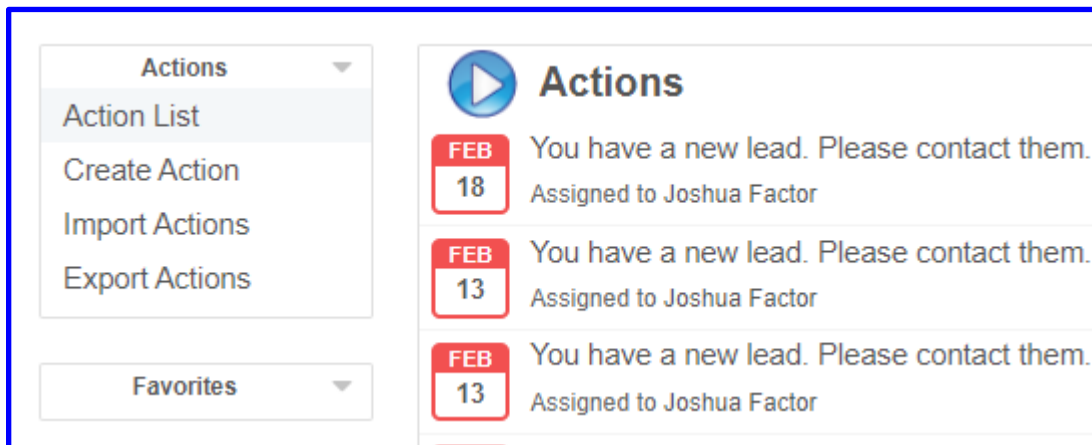 Actions
Action List
Create Action
Import Actions
Export Actions
Favorites
Actions
FEB
18
You have a new lead. Please contact them.
Assigned to Joshua Factor
FEB
13
You have a new lead. Please contact them.
Assigned to Joshua Factor
FEB
13
You have a new lead. Please contact them.
Assigned to Joshua Factor